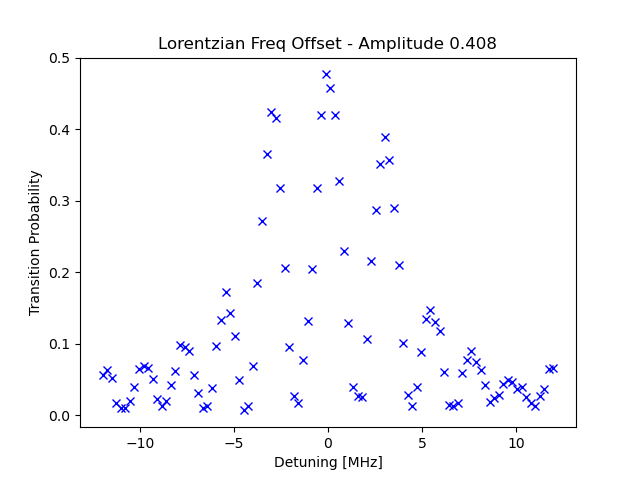 Lorentzian Freq Offset - Amplitude 0.408
0.5
0.4
0.3
0.2
0.1
0.0
Transition Probability
−10 −5 0 5 10
Detuning [MHz]